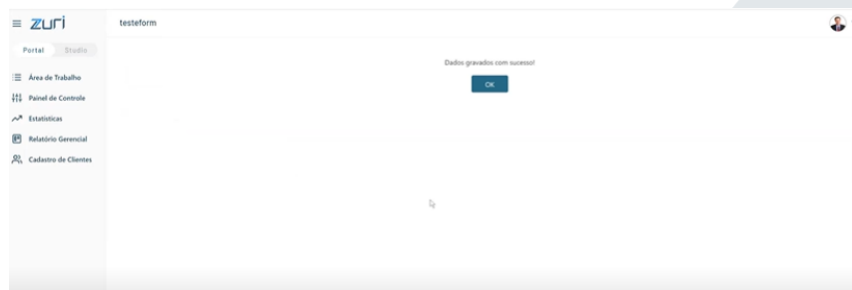 zuri
testeform
Portal Studio
Dados gravados com sucesso!
OK
Área de Trabalho
Painel de Controle
Estatísticas
Relatório Gerencial
Cadastro de Clientes